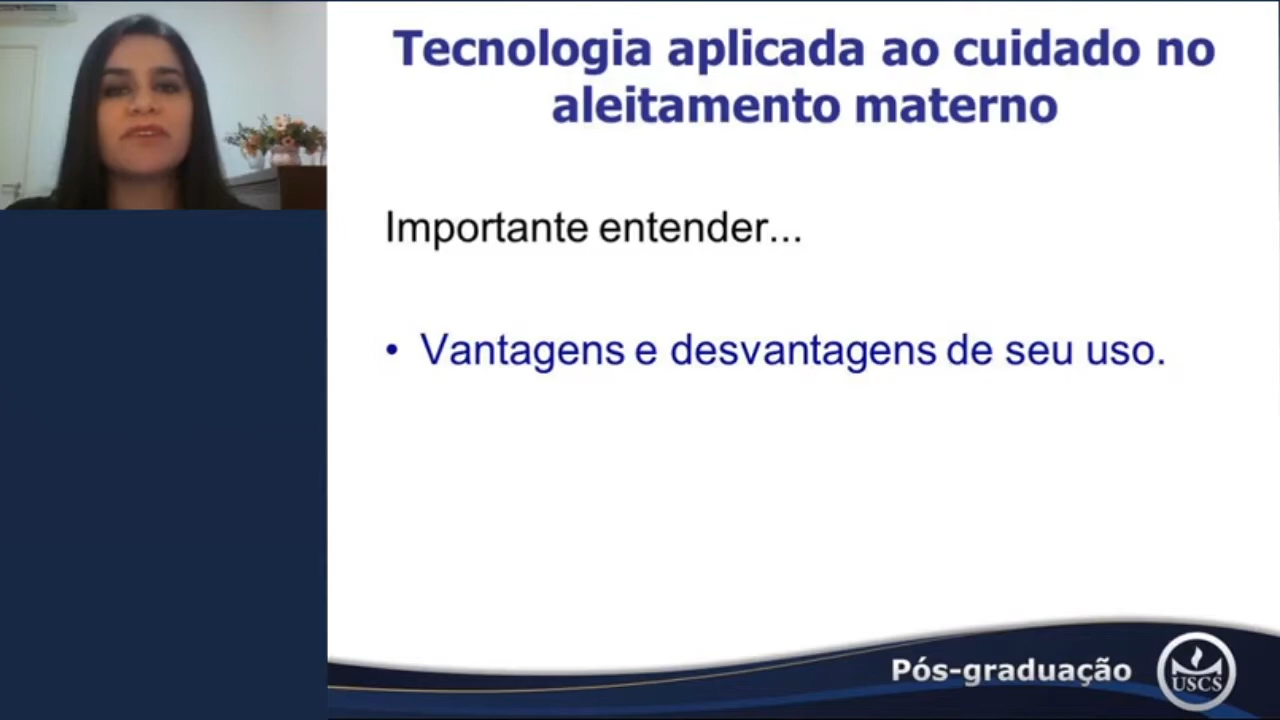 Tecnologia aplicada ao cuidado no
aleitamento materno
Importante entender...
• Vantagens e desvantagens de seu uso.
Pós-graduação
USCS